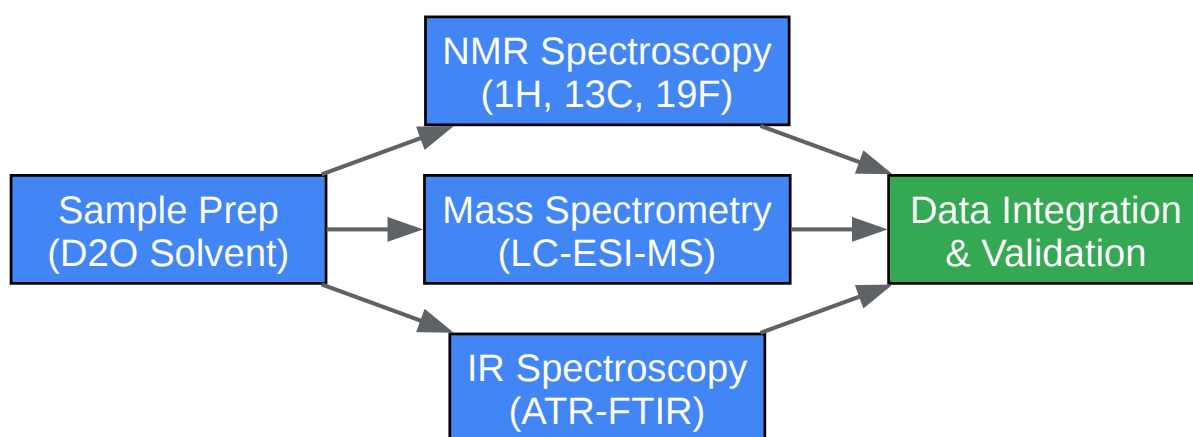 NMR Spectroscopy
(1H, 13C, 19F)
Sample Prep
(D2O Solvent)
Mass Spectrometry
(LC-ESI-MS)
Data Integration
& Validation
IR Spectroscopy
(ATR-FTIR)